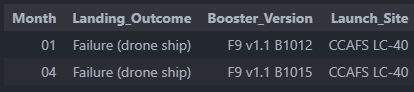 Month Landing_Outcome Booster_Version Launch_Site
01 Failure (drone ship) F9 v1.1 B1012 CCAFS LC-40
04 Failure (drone ship) F9 v1.1 B1015 CCAFS LC-40